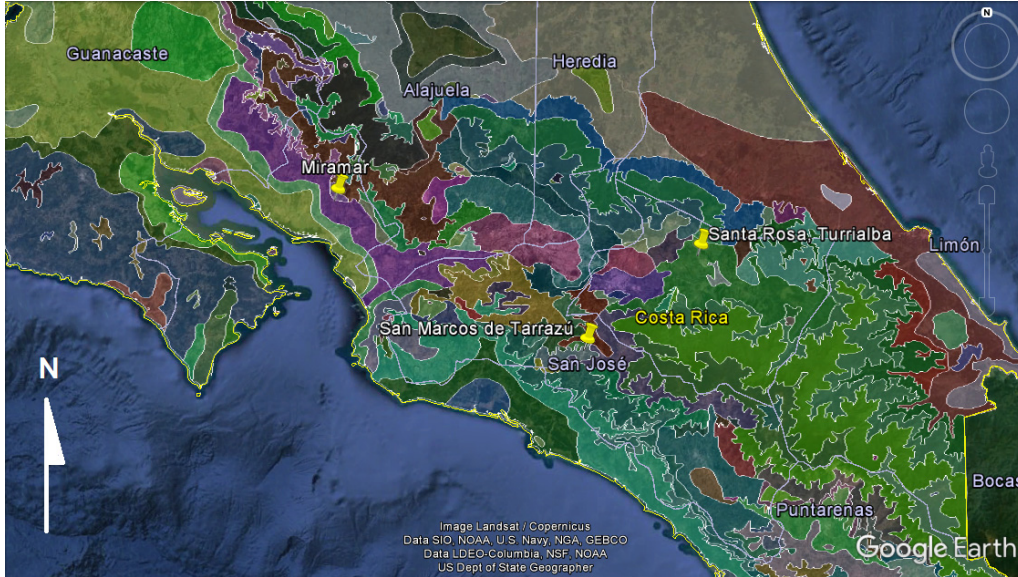 N
Guanacaste
Heredia
Alajuela
Miramar
Santa Rosa, Turrialba
Limón
Costa Rica
San Marcos de Tarrazú
San José
N
Bocas
Puntarenas
Image Landsat / Copernicus
Data SIO, NOAA, U.S. Navy, NGA, GEBCO
Data LDEO-Columbia, NSF, NOAA
US Dept of State Geographer
Google Earth